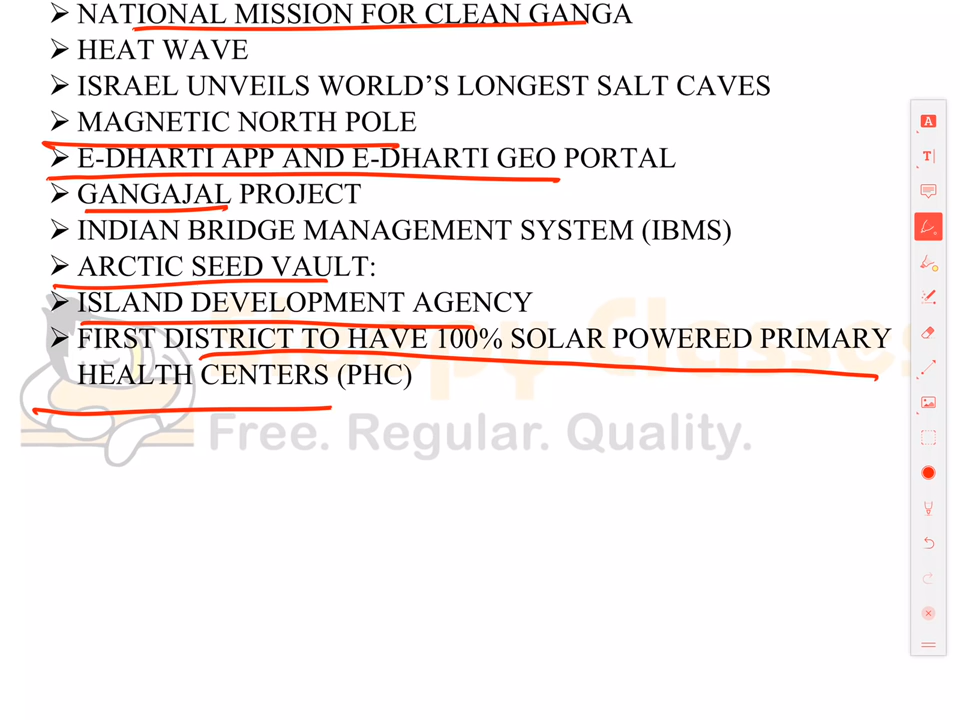 ➢ NATIONAL MISSION FOR CLEAN GANGA
➢ HEAT WAVE
➢ ISRAEL UNVEILS WORLD’S LONGEST SALT CAVES
➢ MAGNETIC NORTH POLE
➢ E-DHARTI APP AND E-DHARTI GEO PORTAL
➢ GANGAJAL PROJECT
➢ INDIAN BRIDGE MANAGEMENT SYSTEM (IBMS)
➢ ARCTIC SEED VAULT:
➢ ISLAND DEVELOPMENT AGENCY
➢ FIRST DISTRICT TO HAVE 100% SOLAR POWERED PRIMARY
HEALTH CENTERS (PHC)
Free. Regular. Quality.